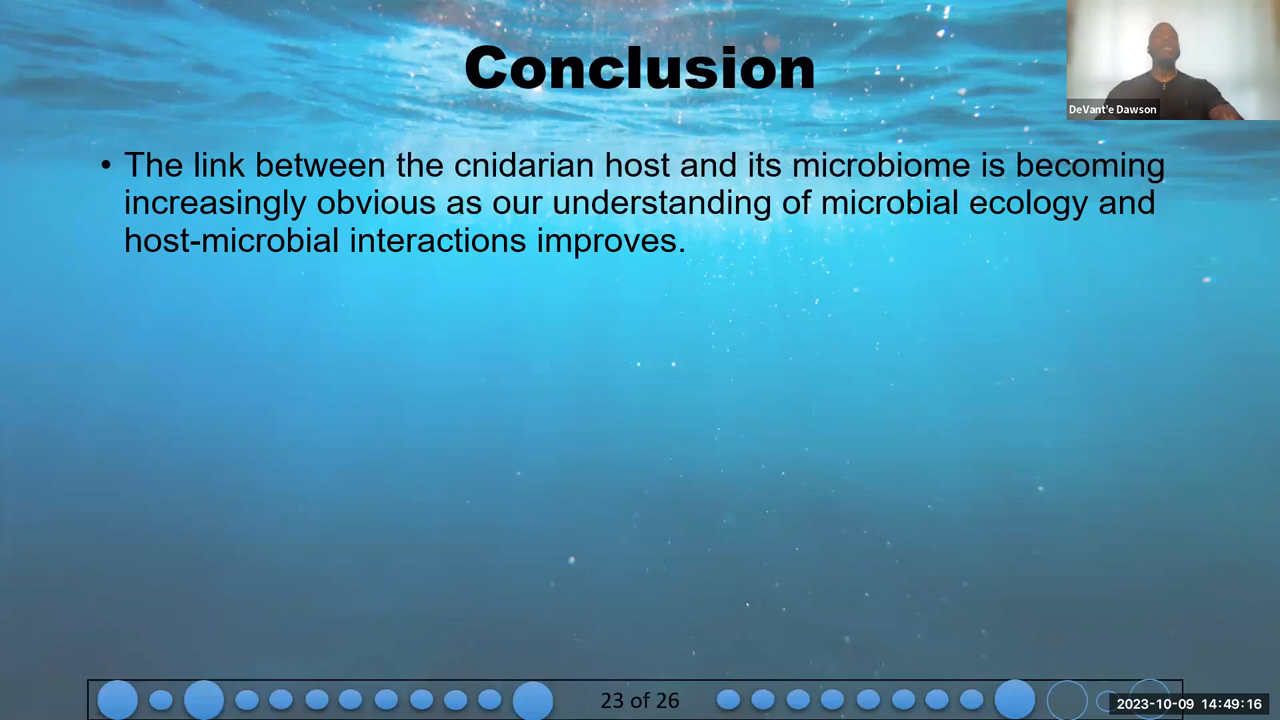 Conclusion
DeVant'e Dawson
• The link between the cnidarian host and its microbiome is becoming
increasingly obvious as our understanding of microbial ecology and
host-microbial interactions improves.
23 of 26
2023-10-09 14:49:16